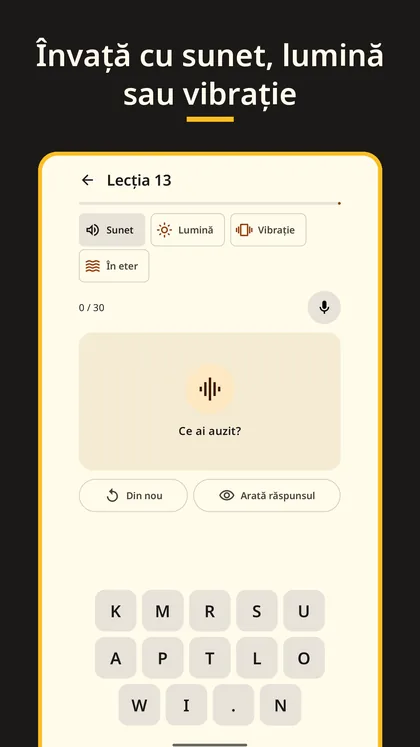 Învață cu sunet, lumină
sau vibrație
Lecția 13
Sunet
Lumină
Vibrație
În eter
0 / 30
Ce ai auzit?
Din nou
Arată răspunsul
K M R S U
A P T L O
W I . N